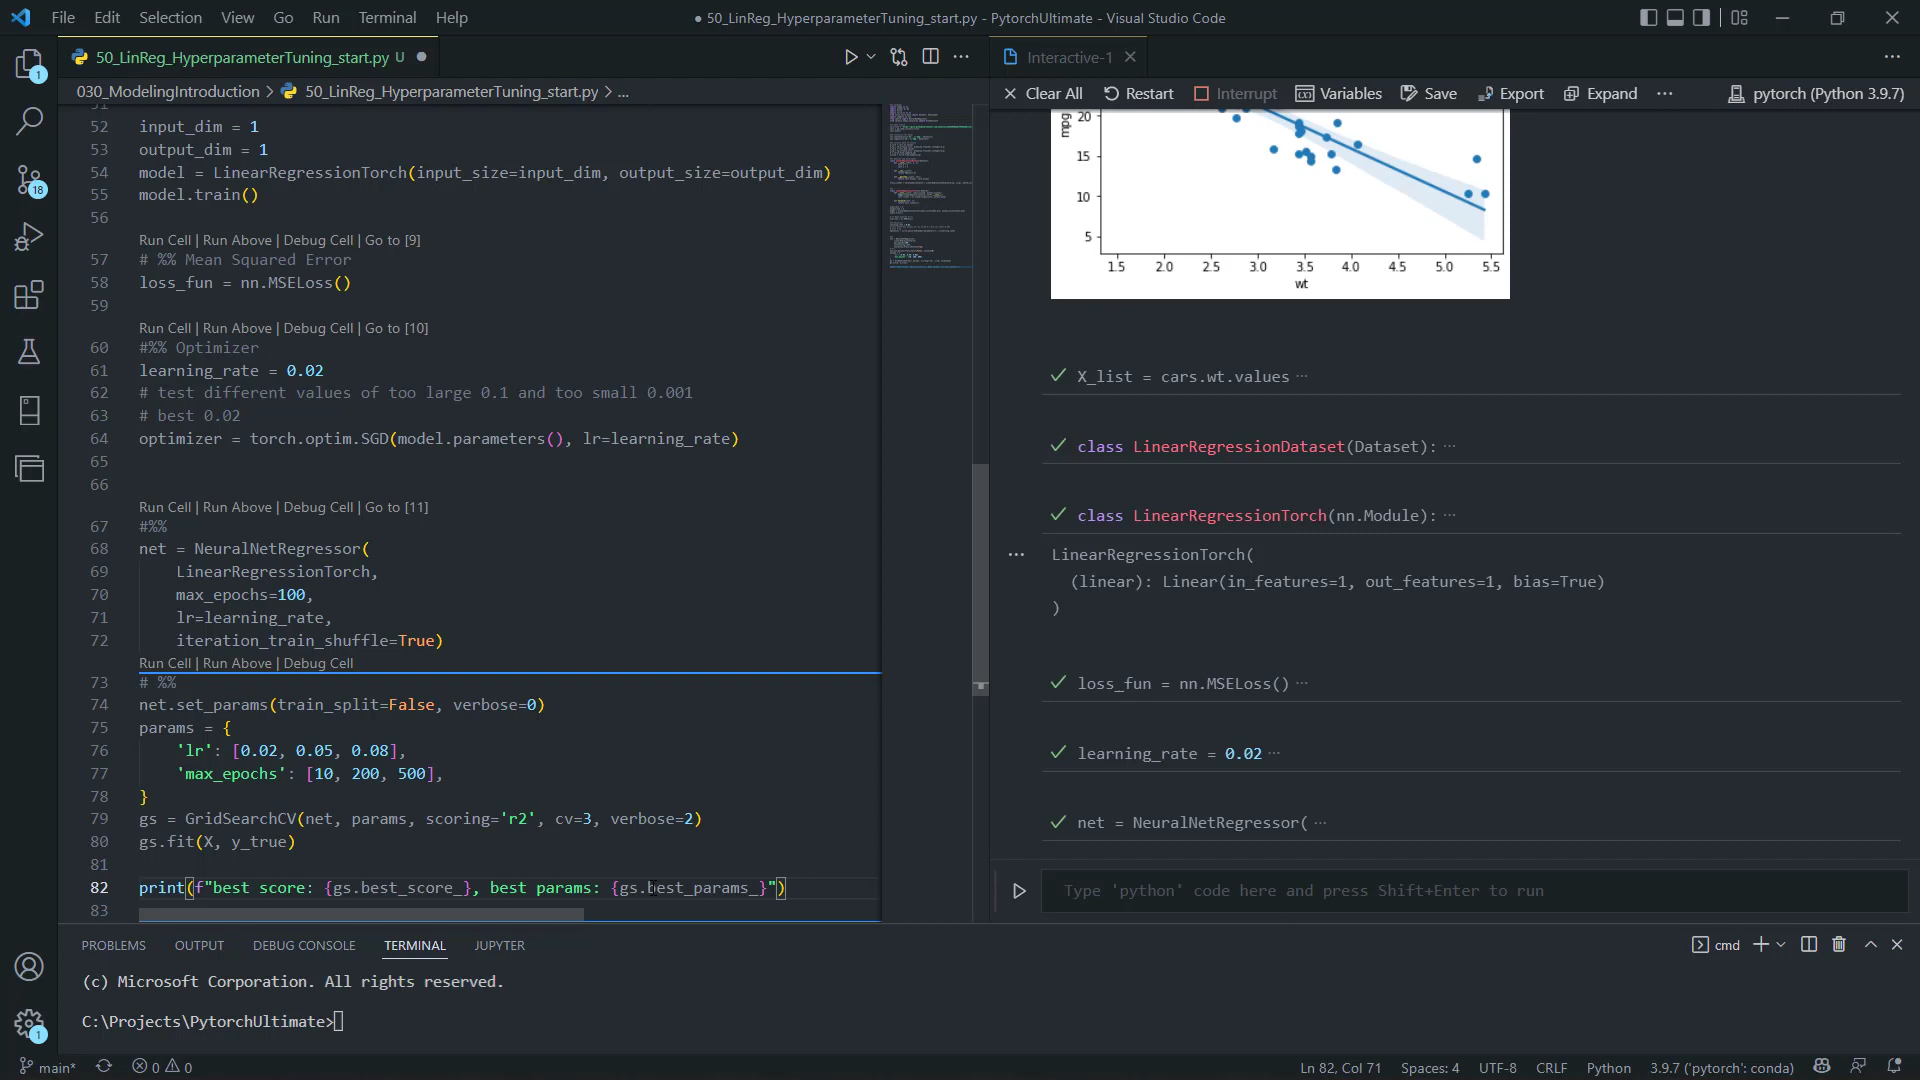 File Edit Selection View Go Run Terminal Help
● 50_LinReg_HyperparameterTuning_start.py - PytorchUltimate - Visual Studio Code
50_LinReg_HyperparameterTuning_start.py U ●
030_ModelingIntroduction > 50_LinReg_HyperparameterTuning_start.py > ...
51
52 input_dim = 1
53 output_dim = 1
54 model = LinearRegressionTorch(input_size=input_dim, output_size=output_dim)
55 model.train()
56
Run Cell | Run Above | Debug Cell | Go to [9]
57 # %% Mean Squared Error
58 loss_fun = nn.MSELoss()
59
Run Cell | Run Above | Debug Cell | Go to [10]
60 #%% Optimizer
61 learning_rate = 0.02
62 # test different values of too large 0.1 and too small 0.001
63 # best 0.02
64 optimizer = torch.optim.SGD(model.parameters(), lr=learning_rate)
65
66
Run Cell | Run Above | Debug Cell | Go to [11]
67 #%%
68 net = NeuralNetRegressor(
69 LinearRegressionTorch,
70 max_epochs=100,
71 lr=learning_rate,
72 iteration_train_shuffle=True)
Run Cell | Run Above | Debug Cell
73 # %%
74 net.set_params(train_split=False, verbose=0)
75 params = {
76 'lr': [0.02, 0.05, 0.08],
77 'max_epochs': [10, 200, 500],
78 }
79 gs = GridSearchCV(net, params, scoring='r2', cv=3, verbose=2)
80 gs.fit(X, y_true)
81
82 print(f"best score: {gs.best_score_}, best params: {gs.best_params_}")
83
Interactive-1
Clear All Restart Interrupt Variables Save Export Expand ... pytorch (Python 3.9.7)
mpg
20
15
10
5
1.5 2.0 2.5 3.0 3.5 4.0 4.5 5.0 5.5
wt
X_list = cars.wt.values ...
class LinearRegressionDataset(Dataset): ...
class LinearRegressionTorch(nn.Module): ...
LinearRegressionTorch(
(linear): Linear(in_features=1, out_features=1, bias=True)
)
loss_fun = nn.MSELoss() ...
learning_rate = 0.02 ...
net = NeuralNetRegressor( ...
Type 'python' code here and press Shift+Enter to run
PROBLEMS OUTPUT DEBUG CONSOLE TERMINAL JUPYTER
cmd
(c) Microsoft Corporation. All rights reserved.
C:\Projects\PytorchUltimate>
1
18
1
main* 0 0
Ln 82, Col 71 Spaces: 4 UTF-8 CRLF Python 3.9.7 ('pytorch': conda)